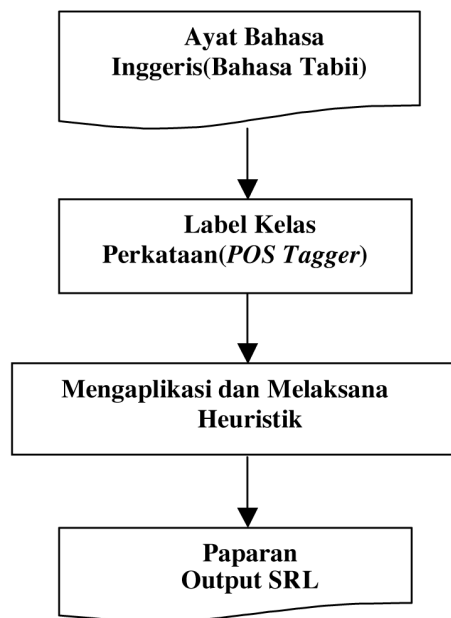 Ayat Bahasa
Inggeris(Bahasa Tabii)
Label Kelas
Perkataan(POS Tagger)
Mengaplikasi dan Melaksana
Heuristik
Paparan
Output SRL